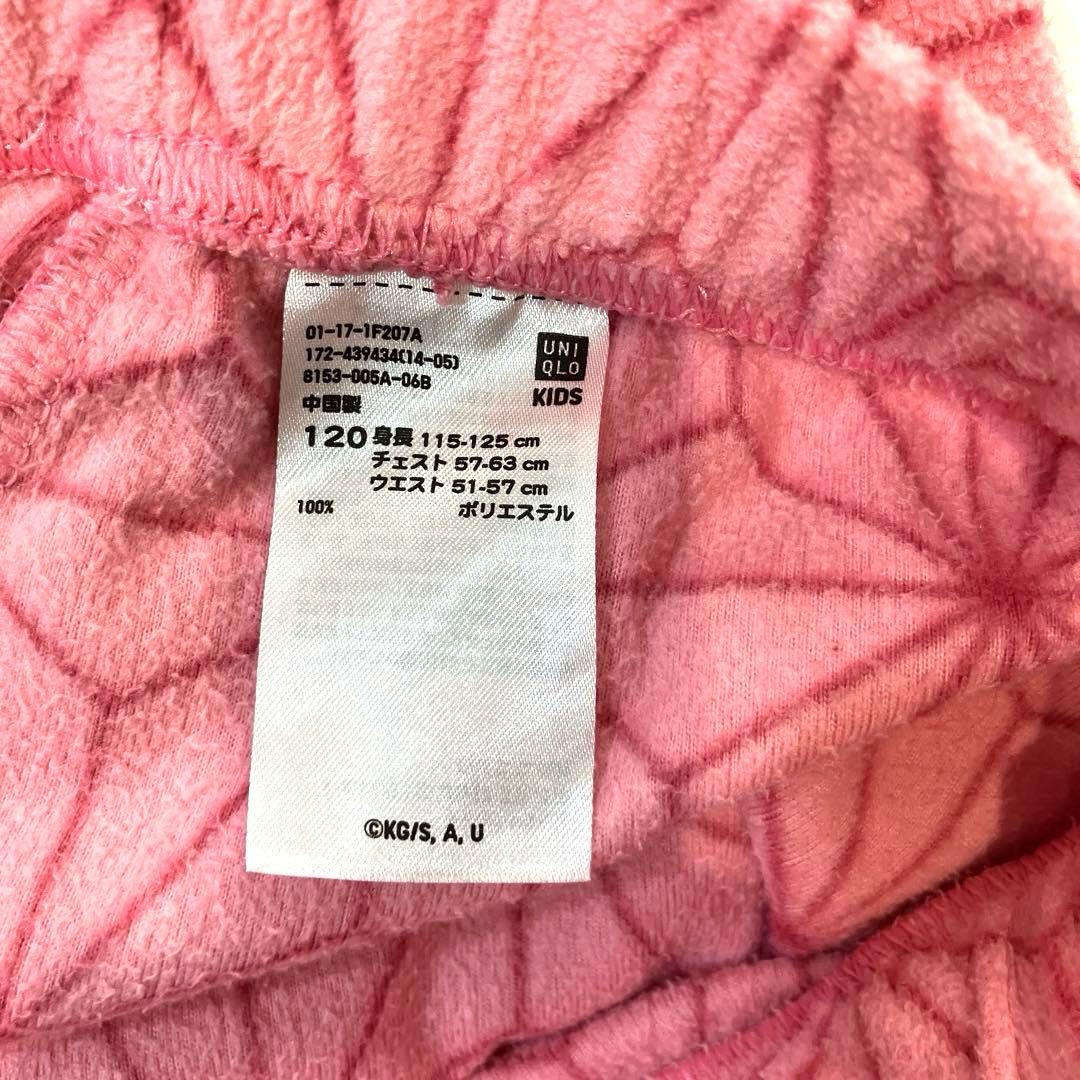 01-17-1F207A
172-439434(14-05)
8153-005A-06B
中国製
UNI
QLO
KIDS
120 身長 115-125 cm
チェスト 57-63 cm
ウエスト 51-57 cm
100% ポリエステル
©KG/S, A, U